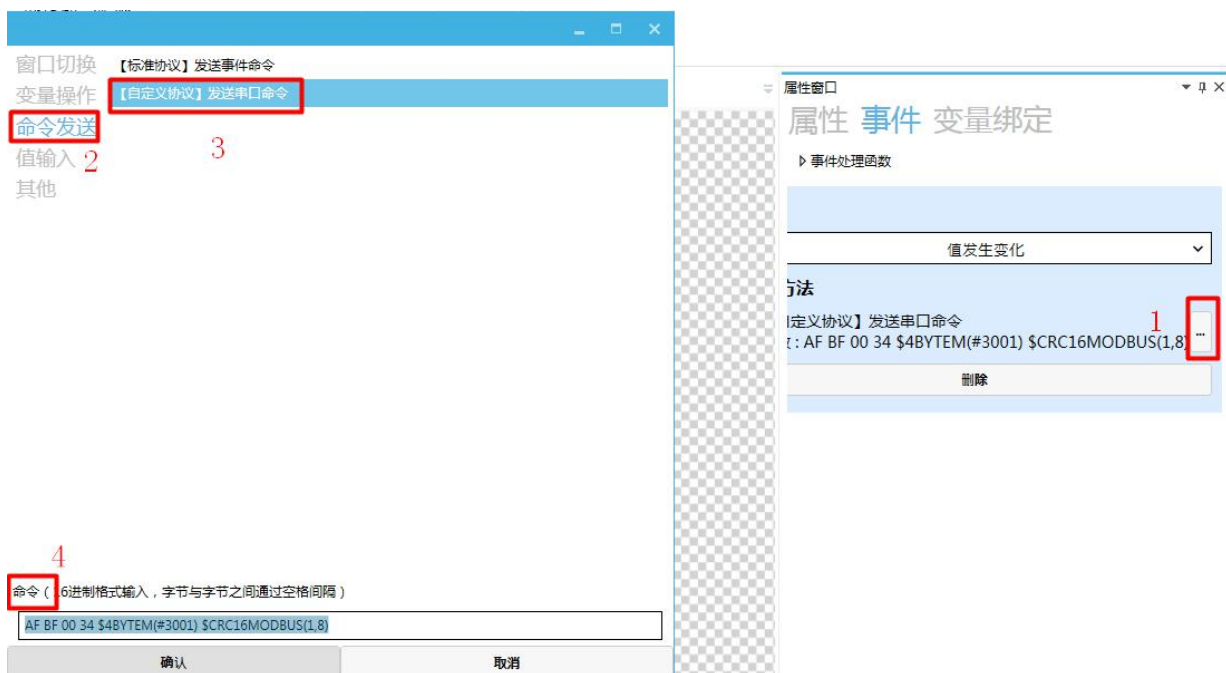 窗口切换
【标准协议】发送事件命令
变量操作
【自定义协议】发送串口命令
命令发送
值输入
2
3
其他
4
命令(16进制格式输入,字节与字节之间通过空格间隔)
AF BF 00 34 $4BYTEM(#3001) $CRC16MODBUS(1,8)
确认
取消
属性窗口
属性 事件 变量绑定
事件处理函数
值发生变化
方法
定义协议】发送串口命令
1
: AF BF 00 34 $4BYTEM(#3001) $CRC16MODBUS(1,8)
...
删除